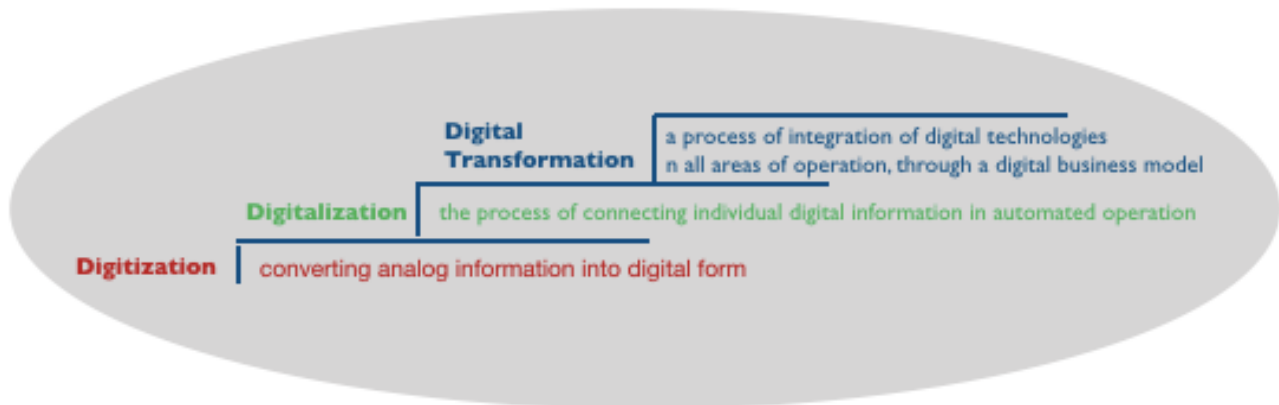 Digital
Transformation
a process of integration of digital technologies
n all areas of operation, through a digital business model
Digitalization
the process of connecting individual digital information in automated operation
Digitization
converting analog information into digital form